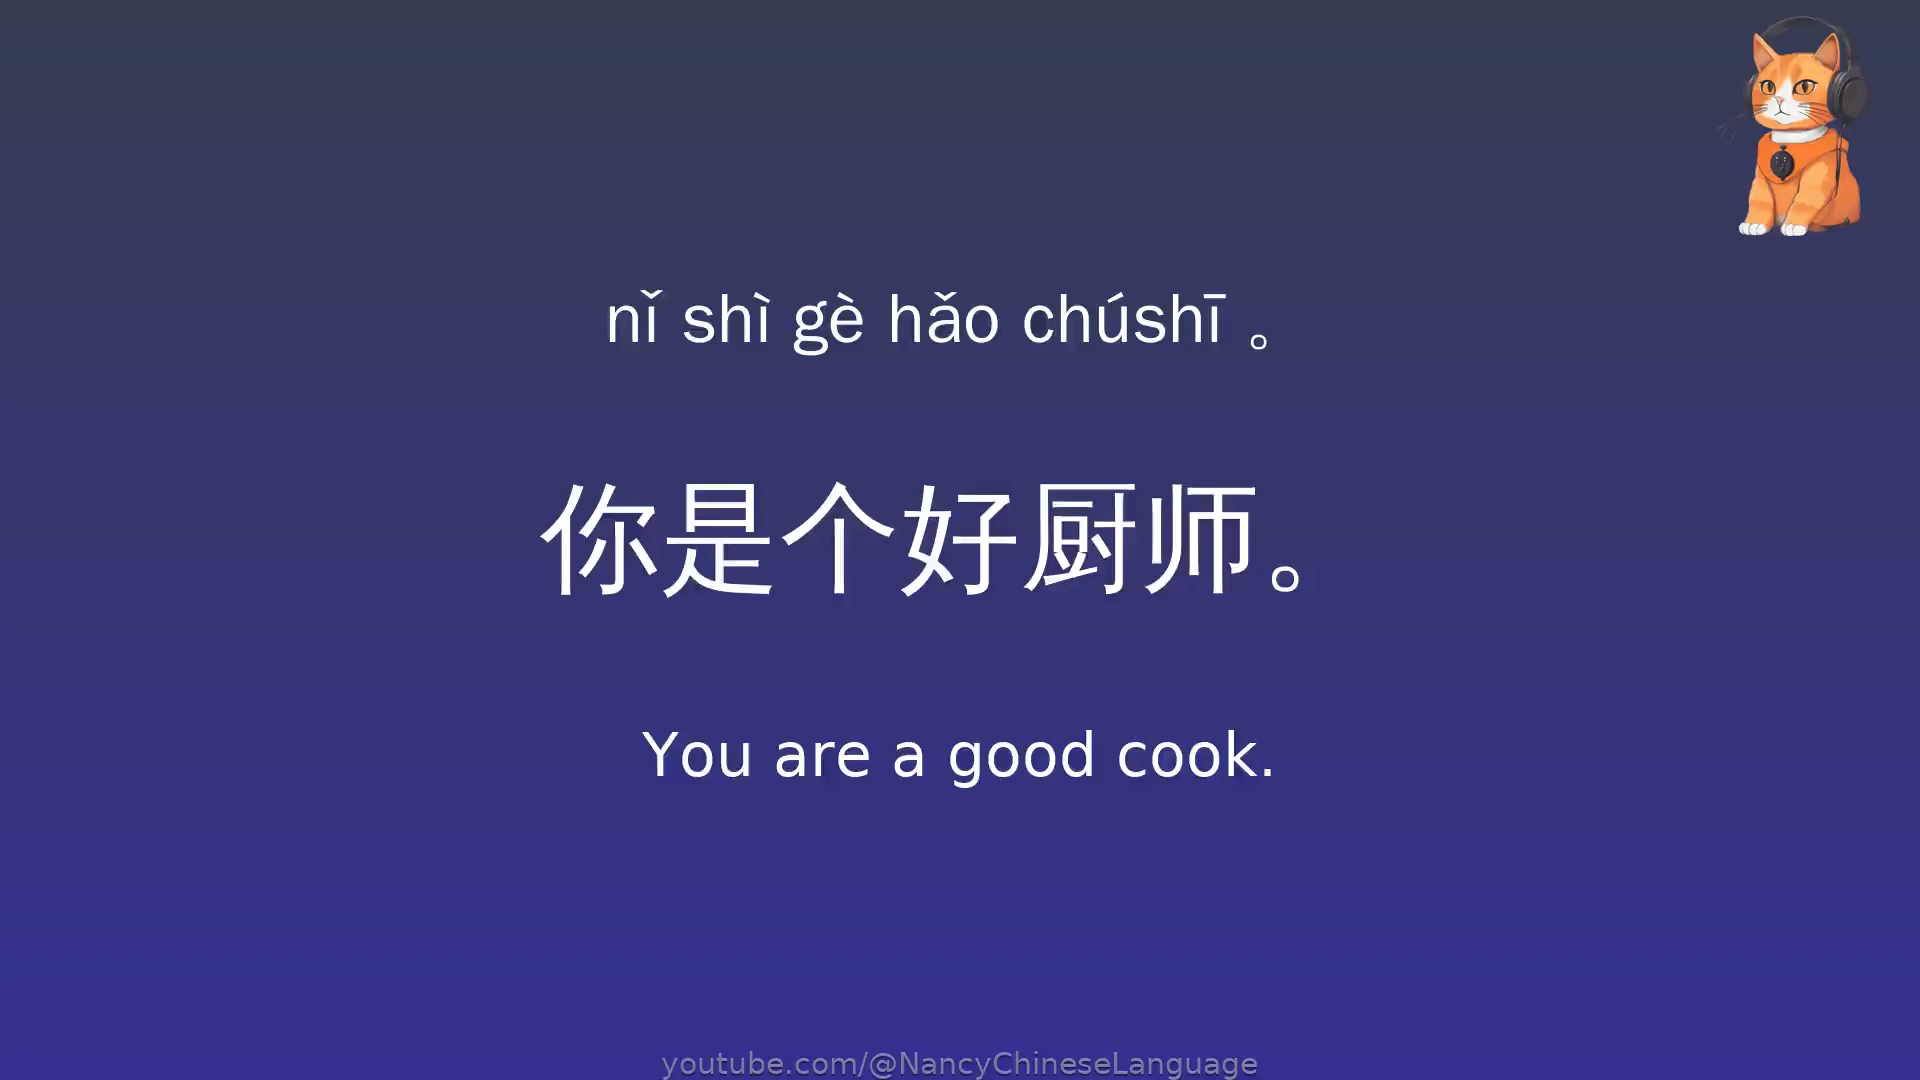 nǐ shì gè hǎo chúshī 。
你是个好厨师。
You are a good cook.
youtube.com/@NancyChineseLanguage